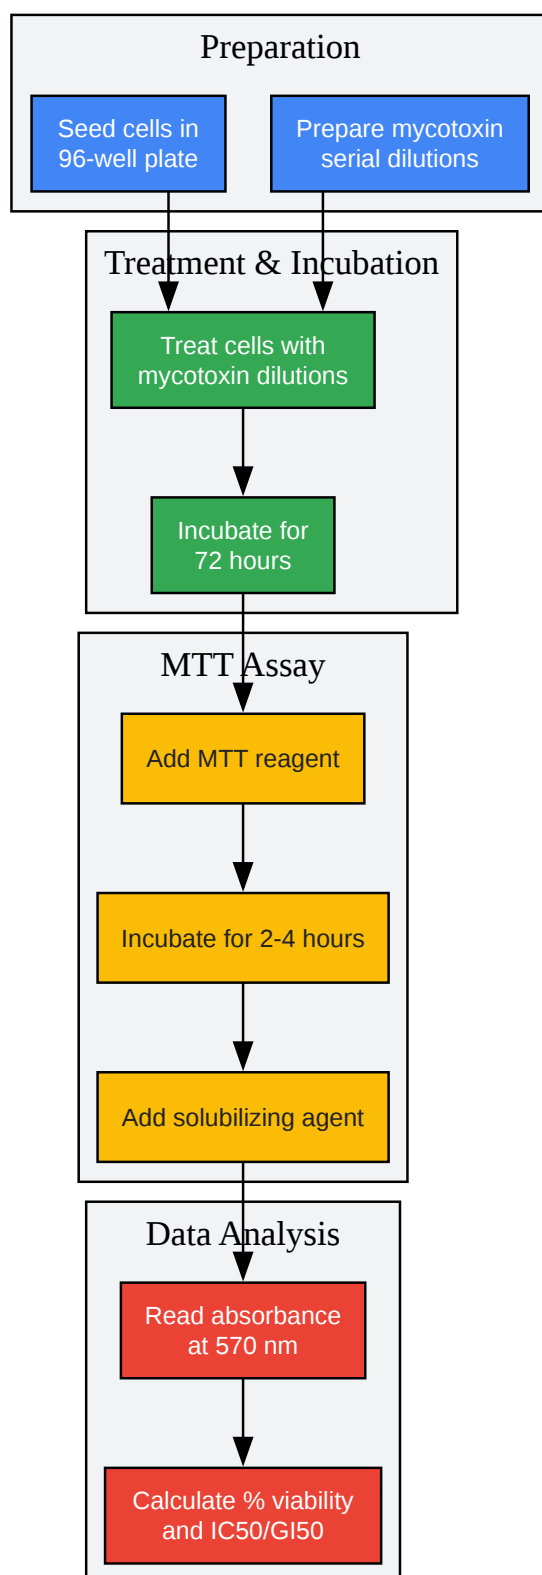 Preparation
Seed cells in
96-well plate
Prepare mycotoxin
serial dilutions
Treatment & Incubation
Treat cells with
mycotoxin dilutions
Incubate for
72 hours
MTT Assay
Add MTT reagent
Incubate for 2-4 hours
Add solubilizing agent
Data Analysis
Read absorbance
at 570 nm
Calculate % viability
and IC50/GI50